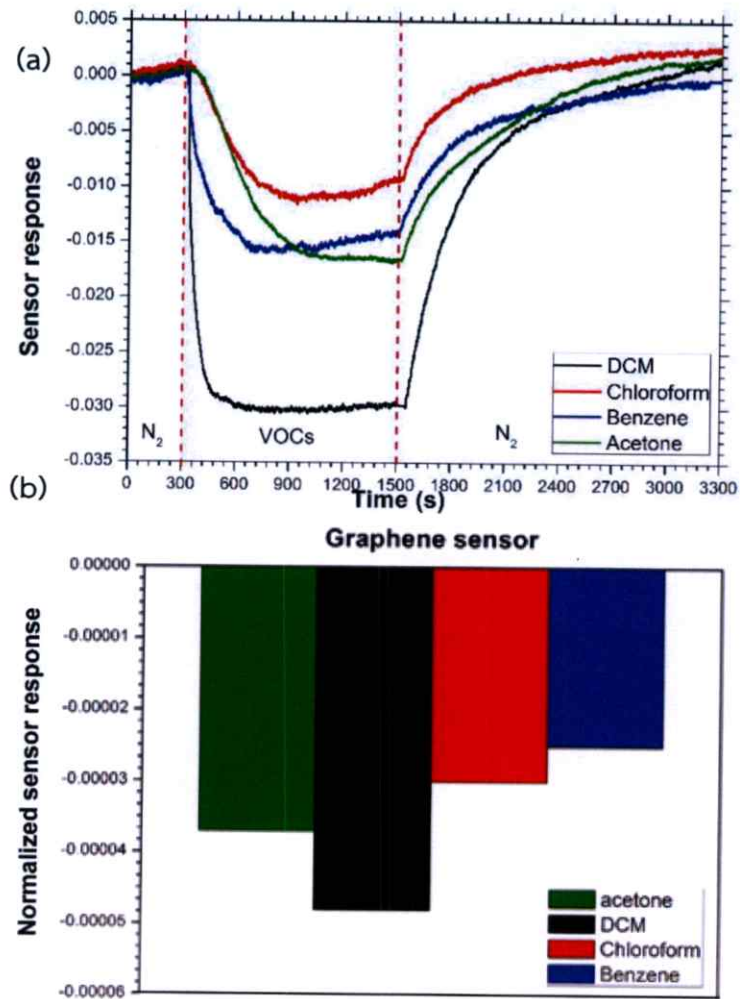 (a)
Sensor response
0.005
0.000
-0.005
-0.010
-0.015
-0.020
-0.025
-0.030
-0.035
N2
VOCs
N2
DCM
Chloroform
Benzene
Acetone
0 300 600 900 1200 1500 1800 2100 2400 2700 3000 3300
Time (s)
(b)
Graphene sensor
Normalized sensor response
0.00000
-0.00001
-0.00002
-0.00003
-0.00004
-0.00005
-0.00006
acetone
DCM
Chloroform
Benzene